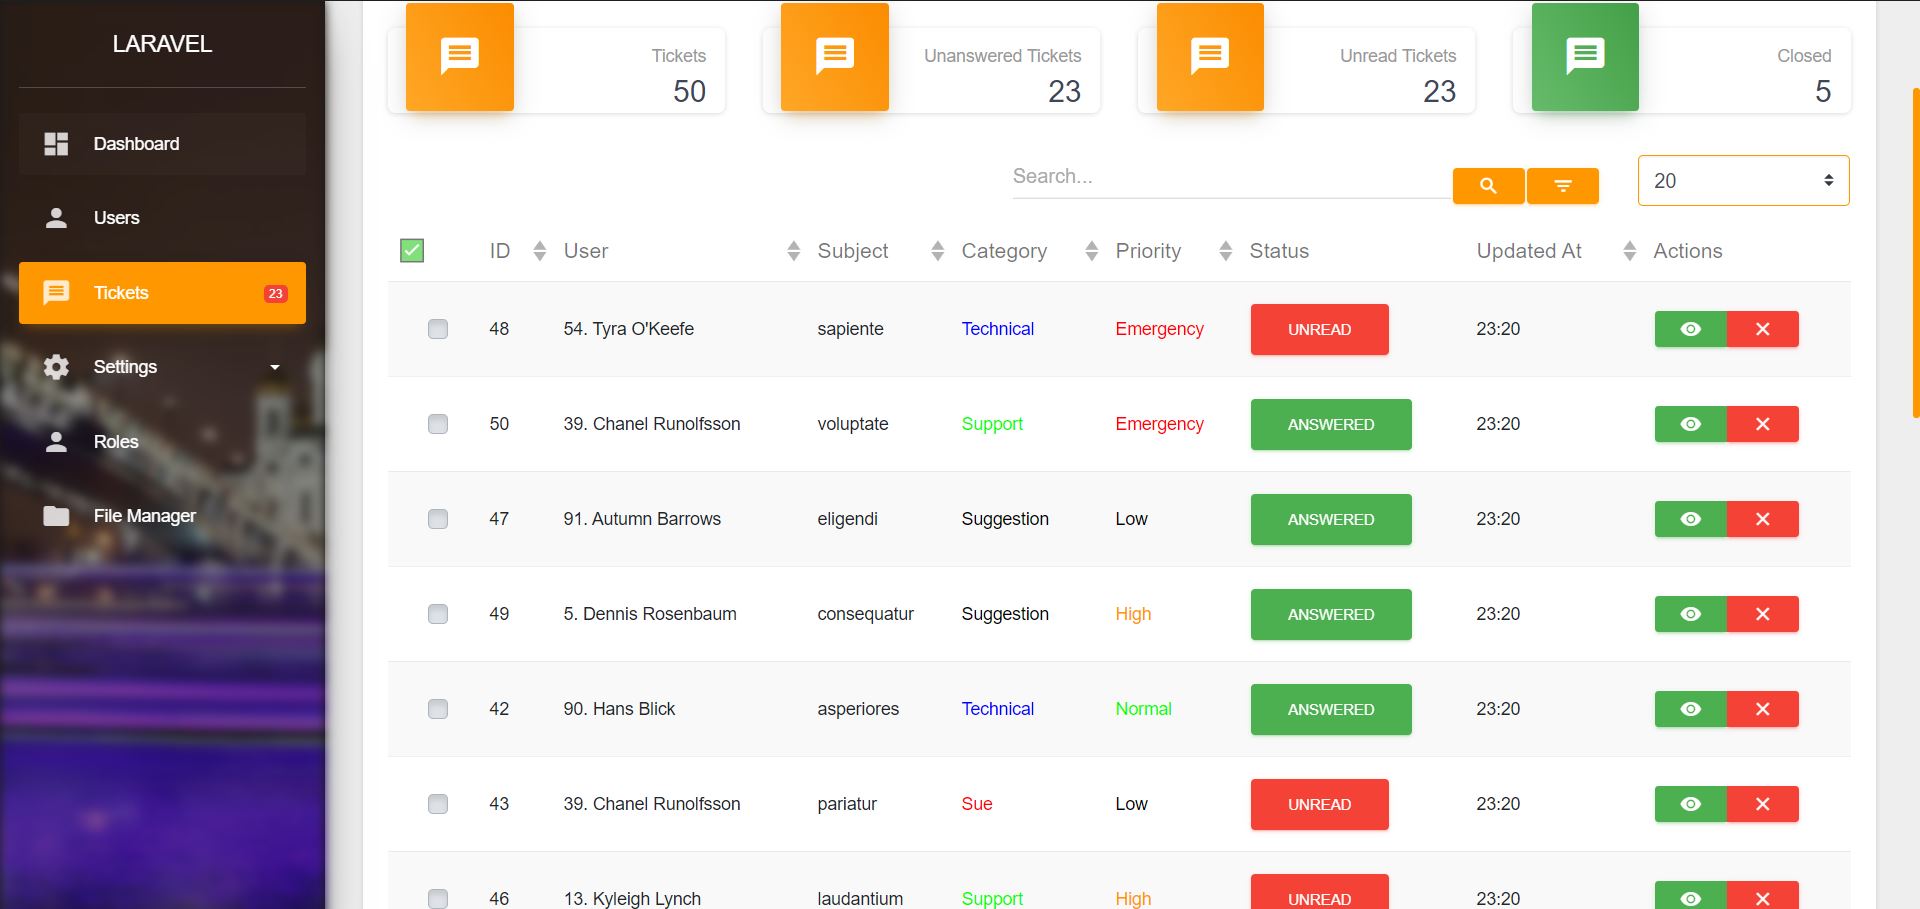 LARAVEL
Dashboard
Users
Tickets 23
Settings
Roles
File Manager
Tickets
50
Unanswered Tickets
23
Unread Tickets
23
Closed
5
Search... 20
ID User Subject Category Priority Status Updated At Actions
48 54. Tyra O'Keefe sapiente Technical Emergency UNREAD 23:20
50 39. Chanel Runolfsson voluptate Support Emergency ANSWERED 23:20
47 91. Autumn Barrows eligendi Suggestion Low ANSWERED 23:20
49 5. Dennis Rosenbaum consequatur Suggestion High ANSWERED 23:20
42 90. Hans Blick asperiores Technical Normal ANSWERED 23:20
43 39. Chanel Runolfsson pariatur Sue Low UNREAD 23:20
46 13. Kyleigh Lynch laudantium Support High UNREAD 23:20